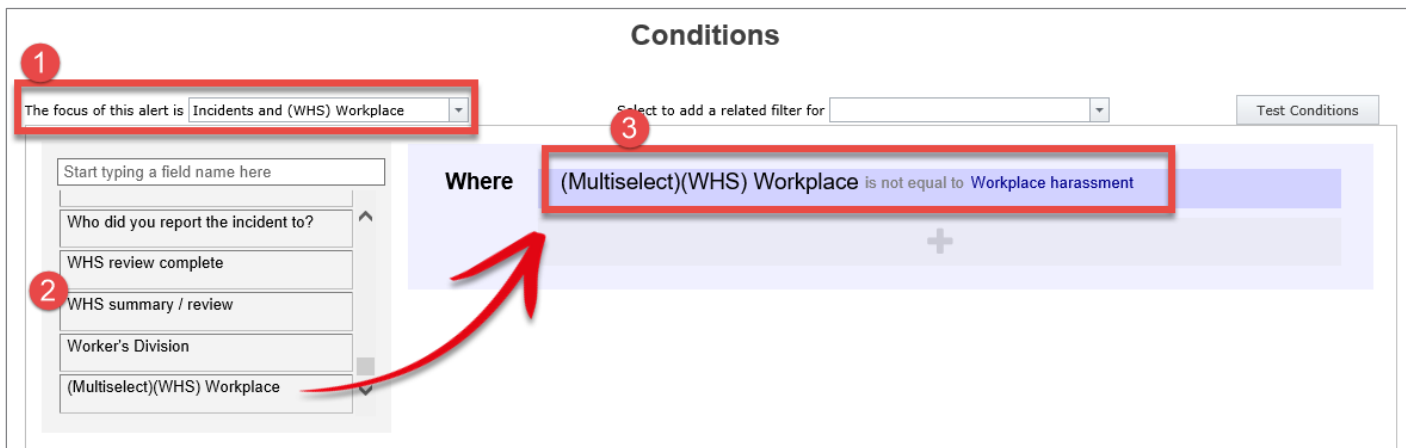 Conditions
1
The focus of this alert is Incidents and (WHS) Workplace
Select to add a related filter for
Test Conditions
3
Start typing a field name here
Where
(Multiselect)(WHS) Workplace is not equal to Workplace harassment
Who did you report the incident to?
WHS review complete
2
WHS summary / review
Worker's Division
(Multiselect)(WHS) Workplace